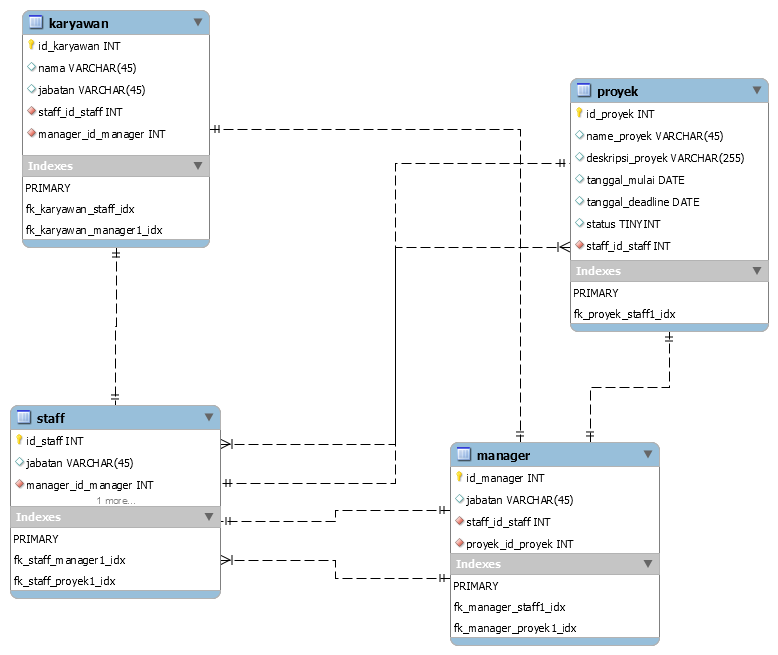 karyawan
id_karyawan INT
nama VARCHAR(45)
jabatan VARCHAR(45)
staff_id_staff INT
manager_id_manager INT
Indexes
PRIMARY
fk_karyawan_staff_idx
fk_karyawan_manager1_idx
proyek
id_proyek INT
name_proyek VARCHAR(45)
deskripsi_proyek VARCHAR(255)
tanggal_mulai DATE
tanggal_deadline DATE
status TINYINT
staff_id_staff INT
Indexes
PRIMARY
fk_proyek_staff1_idx
staff
id_staff INT
jabatan VARCHAR(45)
manager_id_manager INT
1 more...
Indexes
PRIMARY
fk_staff_manager1_idx
fk_staff_proyek1_idx
manager
id_manager INT
jabatan VARCHAR(45)
staff_id_staff INT
proyek_id_proyek INT
Indexes
PRIMARY
fk_manager_staff1_idx
fk_manager_proyek1_idx